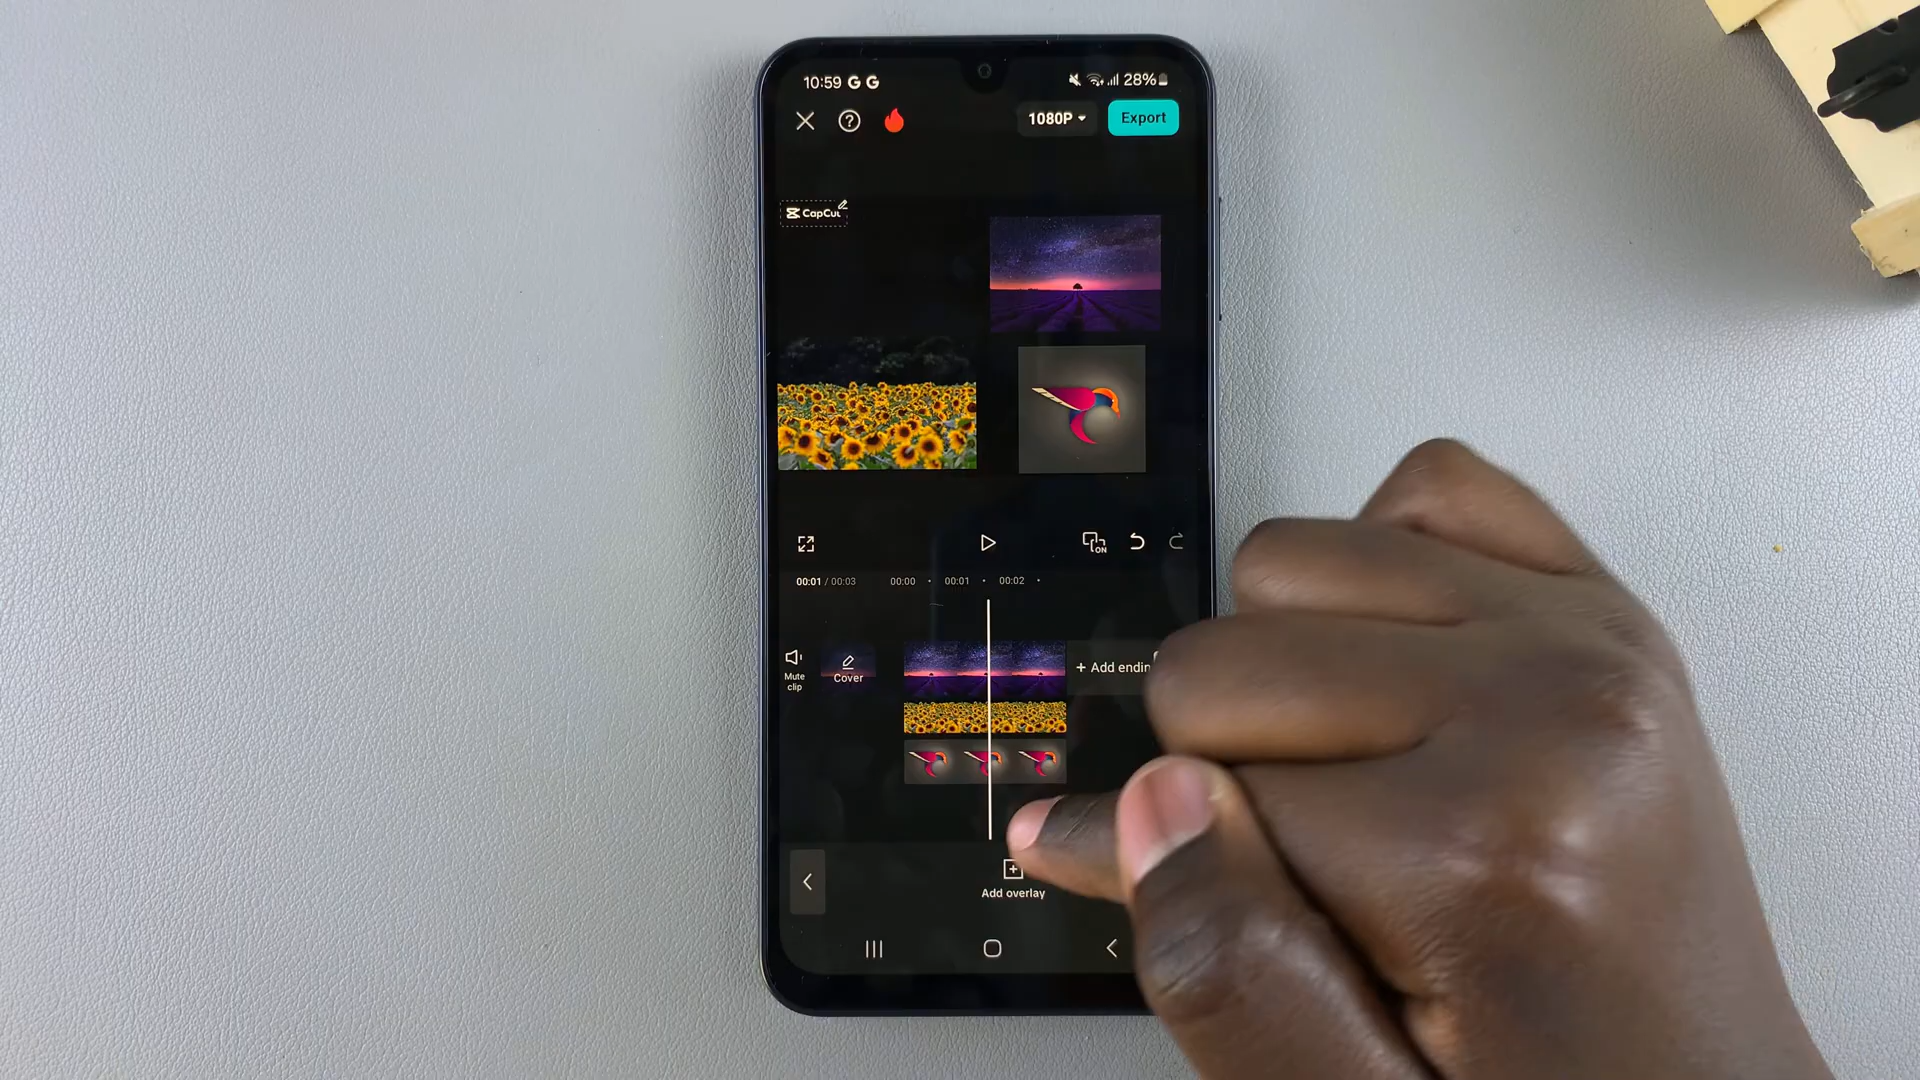 10:59 G G 28%
1080P Export
CapCut
ON
00:01 / 00:03 00:00 00:01 00:02
Mute clip
Cover
+ Add endin
Add overlay